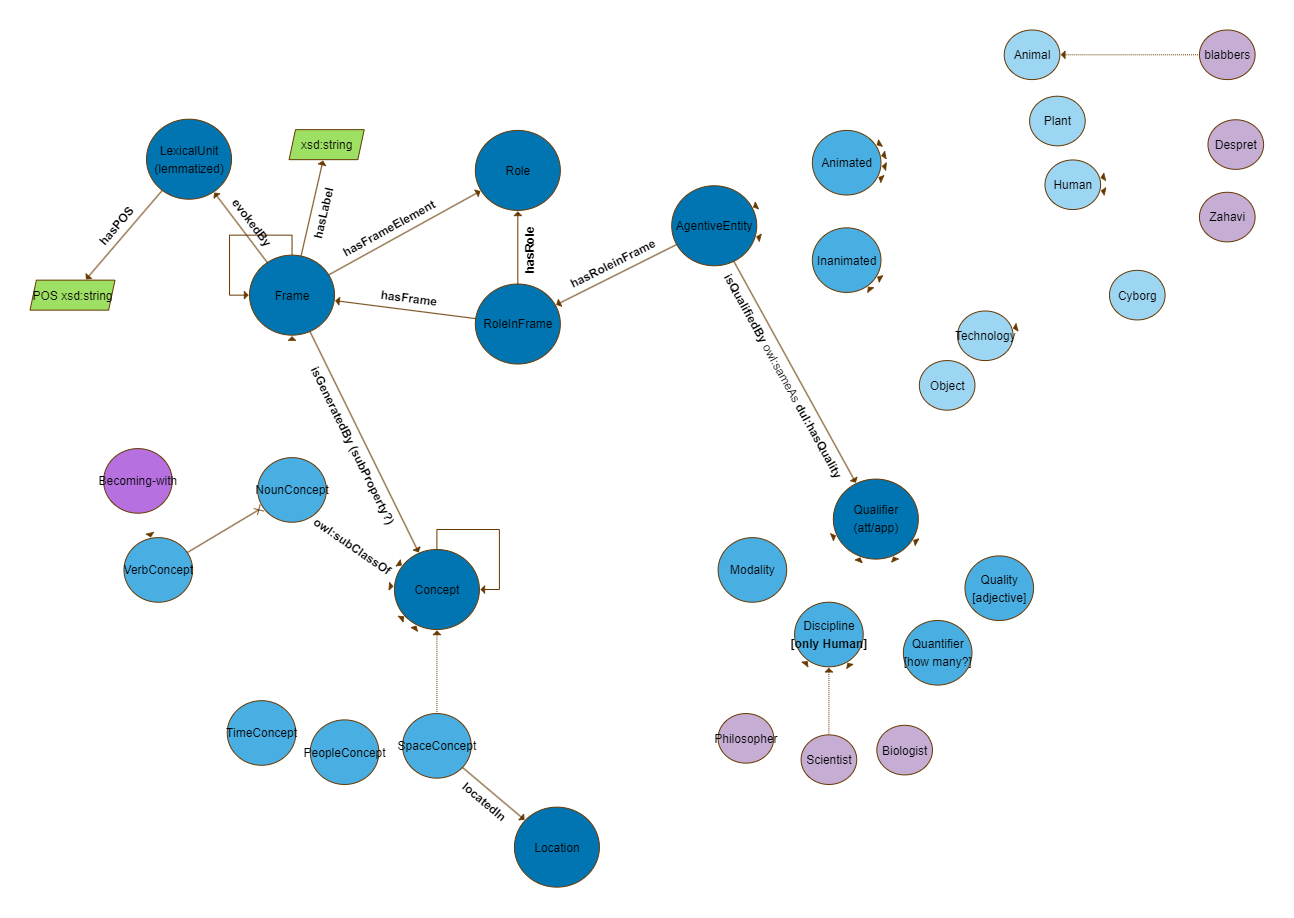 Animal
blabbers
Plant
Despret
LexicalUnit
(lemmatized)
xsd:string
Role
Animated
Human
Zahavi
hasPOS
evokedBy
hasLabel
hasFrameElement
AgentiveEntity
hasRole
hasRoleinFrame
Inanimated
POS xsd:string
Frame
hasFrame
RoleInFrame
Cyborg
Technology
Object
isQualifiedBy owl:sameAs dul:hasQuality
isGeneratedBy (subProperty?)
Becoming-with
NounConcept
owl:subClassOf
Qualifier
(att/app)
VerbConcept
Concept
Modality
Quality
[adjective]
Discipline
[only Human]
Quantifier
[how many?]
TimeConcept
PeopleConcept
SpaceConcept
Philosopher
Scientist
Biologist
locatedIn
Location